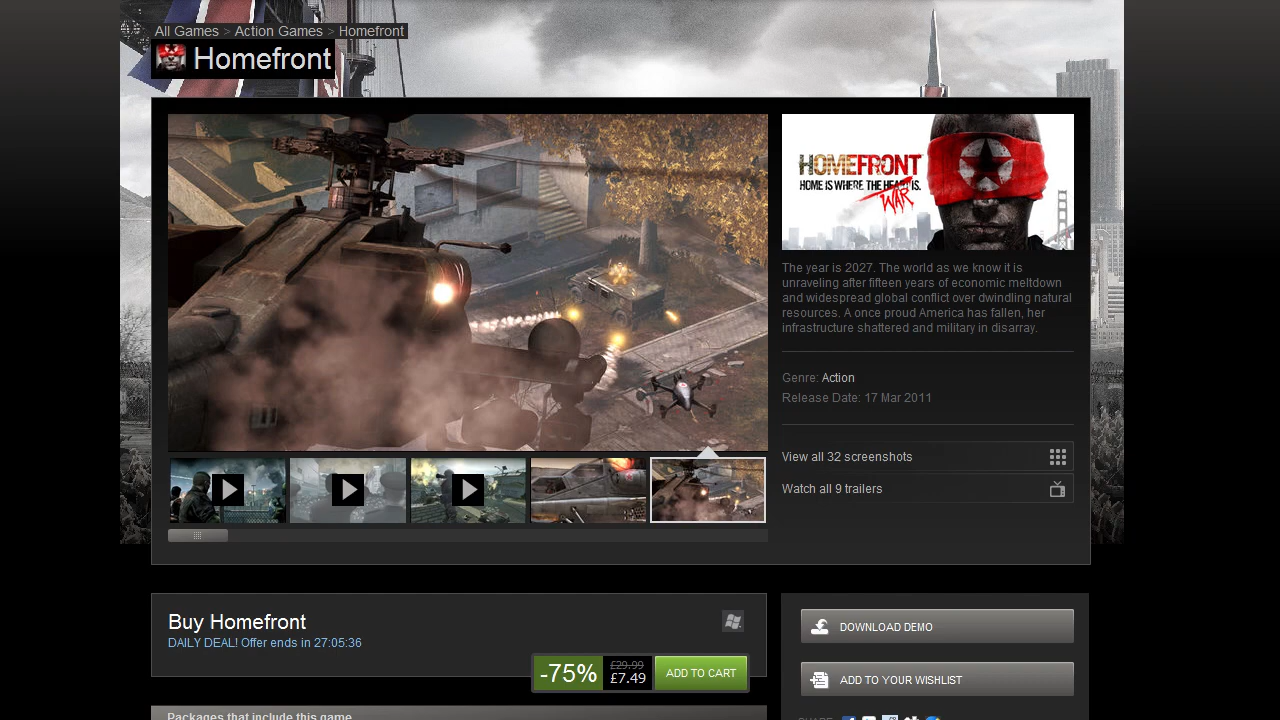 All Games > Action Games > Homefront
Homefront
HOMEFRONT
HOME IS WHERE THE HEART IS.
WAR
The year is 2027. The world as we know it is
unraveling after fifteen years of economic meltdown
and widespread global conflict over dwindling natural
resources. A once proud America has fallen, her
infrastructure shattered and military in disarray.
Genre: Action
Release Date: 17 Mar 2011
View all 32 screenshots
Watch all 9 trailers
Buy Homefront
DAILY DEAL! Offer ends in 27:05:36
-75%
£29.99
£7.49
ADD TO CART
DOWNLOAD DEMO
ADD TO YOUR WISHLIST
Packages that include this game
SHARE